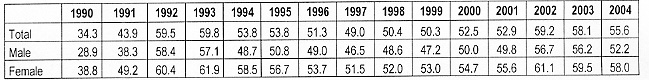 1990 1991 1992 1993 1994 1995 1996 1997 1998 1999 2000 2001 2002 2003 2004
Total 34.3 43.9 59.5 59.8 53.8 53.8 51.3 49.0 50.4 50.3 52.5 52.9 59.2 58.1 55.6
Male 28.9 38.3 58.4 57.1 48.7 50.8 49.0 46.5 48.6 47.2 50.0 49.8 56.7 56.2 52.2
Female 38.8 49.2 60.4 61.9 58.5 56.7 53.7 51.5 52.0 53.0 54.7 55.6 61.1 59.5 58.0